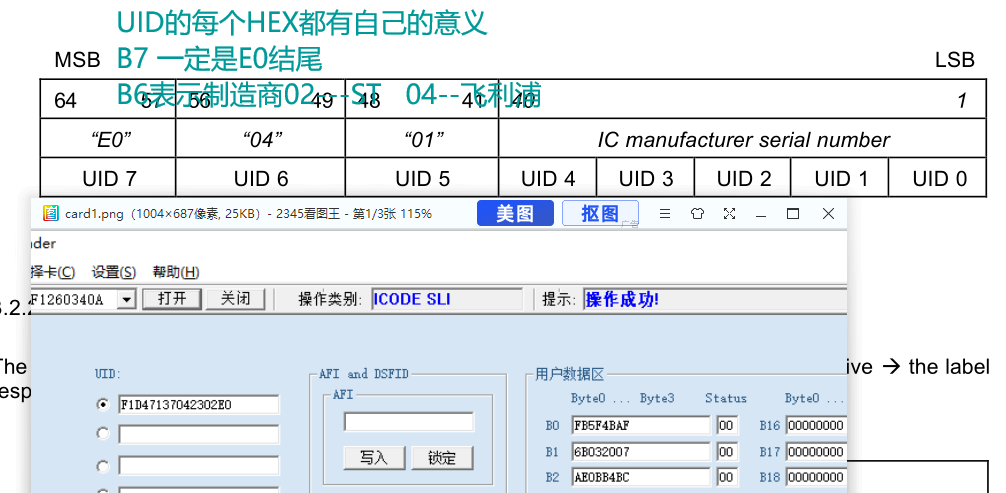 UID的每个HEX都有自己的意义
MSB B7 一定是E0结尾 LSB
B6表示制造商02---ST 04--飞利浦
64 57 56 49 48 41 40 1
“E0” “04” “01” IC manufacturer serial number
UID 7 UID 6 UID 5 UID 4 UID 3 UID 2 UID 1 UID 0
card1.png（1004×687像素, 25KB）- 2345看图王 - 第1/3张 115% 美图 抠图
广告
ader
择卡(C) 设置(S) 帮助(H)
F1260340A 打开 关闭 操作类别: ICODE SLI 提示: 操作成功!
The
ive → the label
esp
UID: AFI and DSFID 用户数据区
AFI Byte0 ... Byte3 Status Byte0 ...
F1D47137042302E0
B0 FB5F4BAF 00 B16 00000000
写入 锁定 B1 6B032007 00 B17 00000000
B2 AE0BB4BC 00 B18 00000000